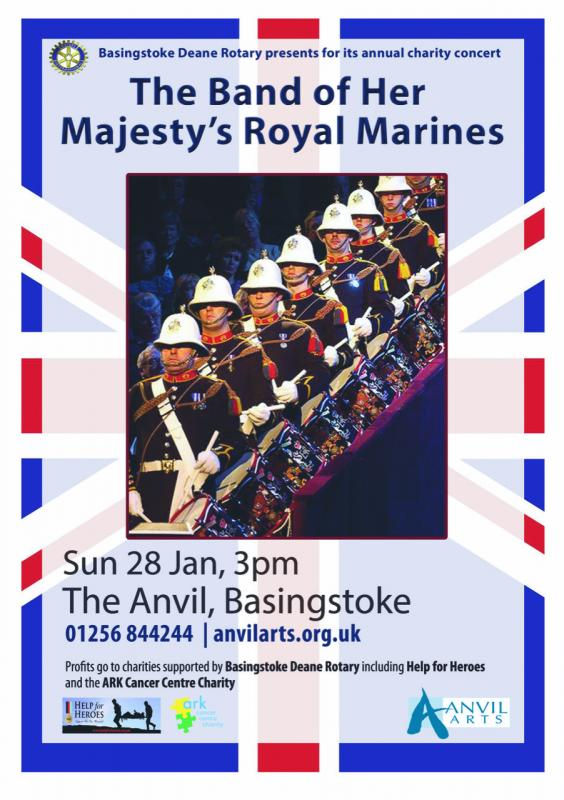 Basingstoke Deane Rotary presents for its annual charity concert
The Band of Her
Majesty's Royal Marines
Sun 28 Jan, 3pm
The Anvil, Basingstoke
01256 844244 | anvilarts.org.uk
Profits go to charities supported by Basingstoke Deane Rotary including Help for Heroes
and the ARK Cancer Centre Charity
HELP for
HEROES
ark
cancer
centre
charity
ANVIL
ARTS